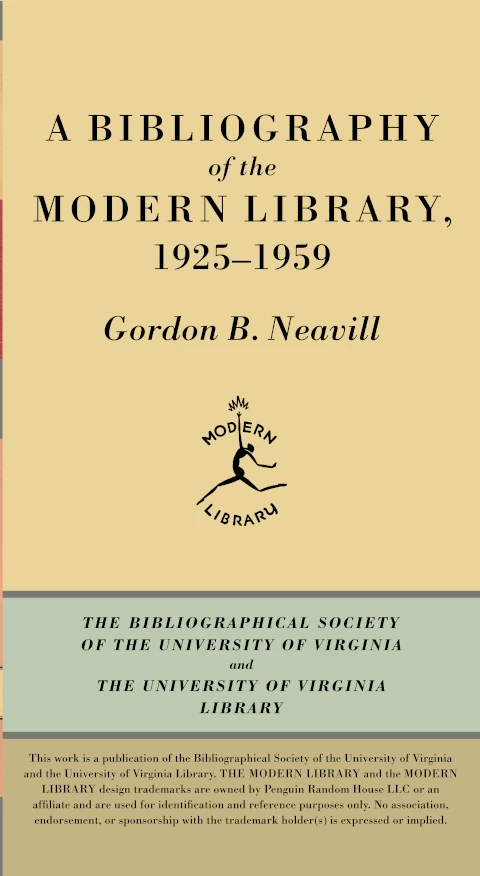 A BIBLIOGRAPHY
of the
MODERN LIBRARY,
1925–1959
Gordon B. Neavill
MODERN
LIBRARY
THE BIBLIOGRAPHICAL SOCIETY
OF THE UNIVERSITY OF VIRGINIA
and
THE UNIVERSITY OF VIRGINIA
LIBRARY
This work is a publication of the Bibliographical Society of the University of Virginia
and the University of Virginia Library. THE MODERN LIBRARY and the MODERN
LIBRARY design trademarks are owned by Penguin Random House LLC or an
affiliate and are used for identification and reference purposes only. No association,
endorsement, or sponsorship with the trademark holder(s) is expressed or implied.